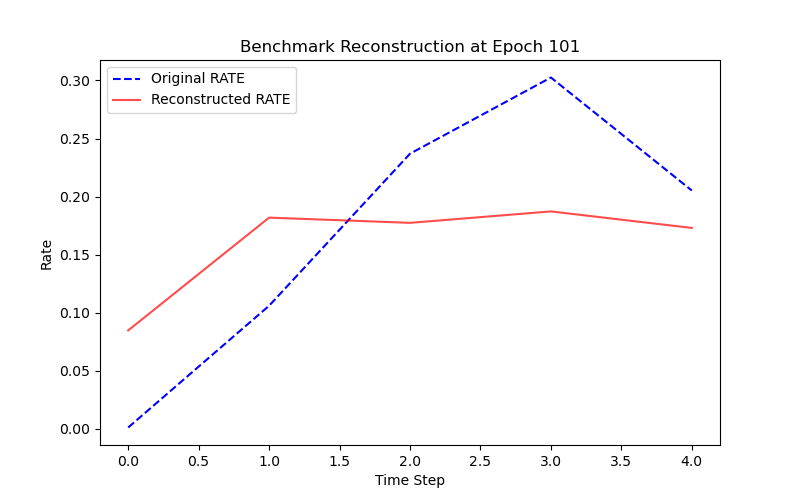 Benchmark Reconstruction at Epoch 101
Original RATE
Reconstructed RATE
0.30
0.25
0.20
0.15
0.10
0.05
0.00
Rate
0.0 0.5 1.0 1.5 2.0 2.5 3.0 3.5 4.0
Time Step